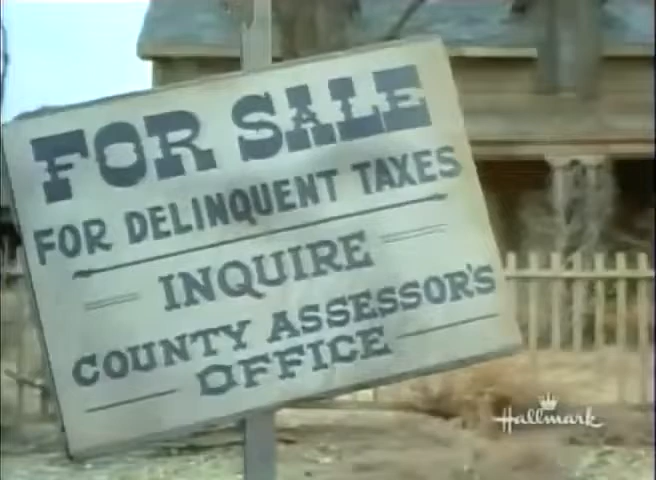 FOR SALE
FOR DELINQUENT TAXES
INQUIRE
COUNTY ASSESSOR'S
OFFICE
Hallmark